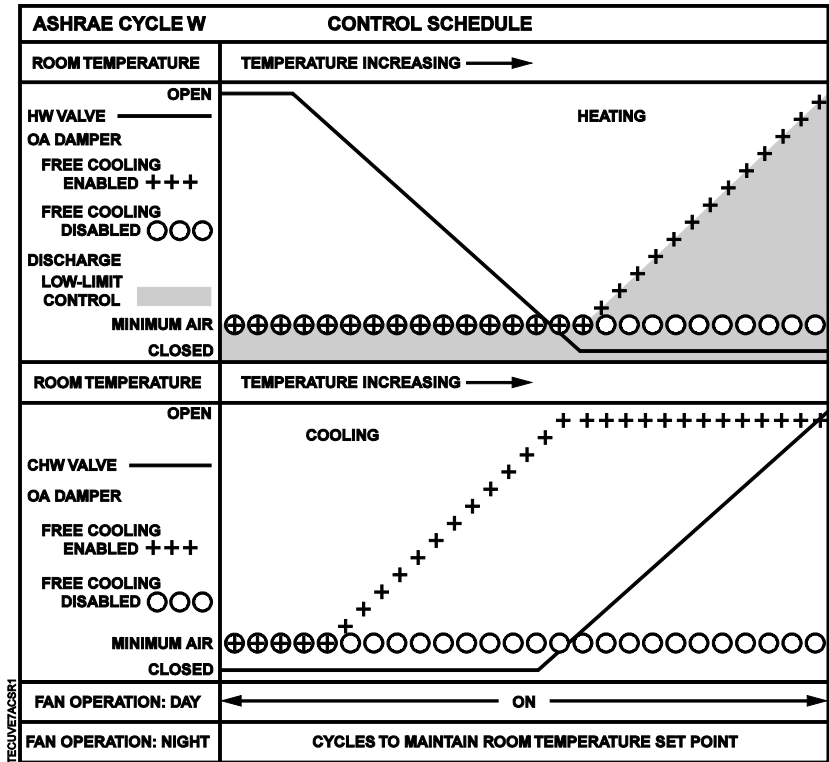 ASHRAE CYCLE W CONTROL SCHEDULE
ROOM TEMPERATURE TEMPERATURE INCREASING
OPEN
HW VALVE
HEATING
OA DAMPER
FREE COOLING
ENABLED
FREE COOLING
DISABLED
DISCHARGE
LOW-LIMIT
CONTROL
MINIMUM AIR
CLOSED
ROOM TEMPERATURE TEMPERATURE INCREASING
OPEN
COOLING
CHW VALVE
OA DAMPER
FREE COOLING
ENABLED
FREE COOLING
DISABLED
MINIMUM AIR
CLOSED
FAN OPERATION: DAY ON
FAN OPERATION: NIGHT CYCLES TO MAINTAIN ROOM TEMPERATURE SET POINT
TECUVE7ACSR1